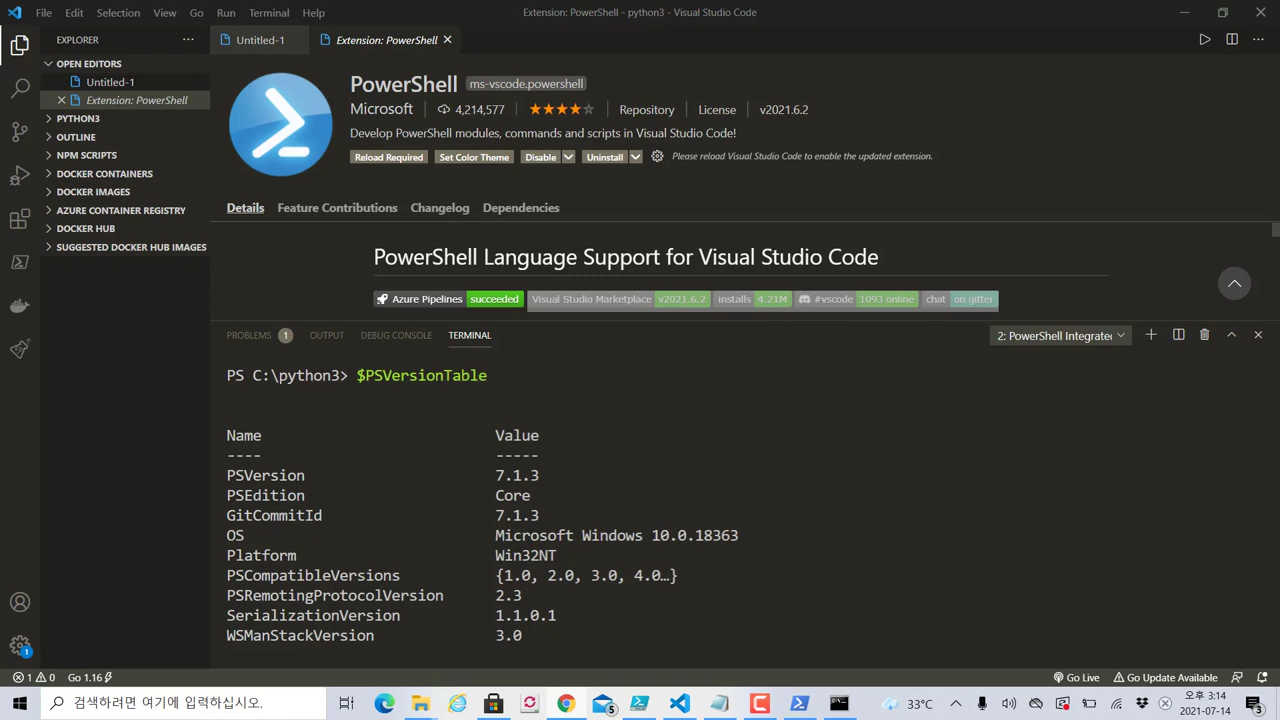 File Edit Selection View Go Run Terminal Help
Extension: PowerShell - python3 - Visual Studio Code
EXPLORER
OPEN EDITORS
Untitled-1
Extension: PowerShell
PYTHON3
OUTLINE
NPM SCRIPTS
DOCKER CONTAINERS
DOCKER IMAGES
AZURE CONTAINER REGISTRY
DOCKER HUB
SUGGESTED DOCKER HUB IMAGES
Untitled-1 Extension: PowerShell
PowerShell ms-vscode.powershell
Microsoft 4,214,577 Repository License v2021.6.2
Develop PowerShell modules, commands and scripts in Visual Studio Code!
Reload Required Set Color Theme Disable Uninstall Please reload Visual Studio Code to enable the updated extension.
Details Feature Contributions Changelog Dependencies
PowerShell Language Support for Visual Studio Code
Azure Pipelines succeeded Visual Studio Marketplace v2021.6.2 installs 4.21M #vscode 1093 online chat on gitter
PROBLEMS 1 OUTPUT DEBUG CONSOLE TERMINAL 2: PowerShell Integrate
PS C:\python3> $PSVersionTable
Name Value
---- -----
PSVersion 7.1.3
PSEdition Core
GitCommitId 7.1.3
OS Microsoft Windows 10.0.18363
Platform Win32NT
PSCompatibleVersions {1.0, 2.0, 3.0, 4.0…}
PSRemotingProtocolVersion 2.3
SerializationVersion 1.1.0.1
WSManStackVersion 3.0
1
1 0 Go 1.16 Go Live Go Update Available
검색하려면 여기에 입력하십시오.
5
33℃
오후 3:14
2021-07-14
3